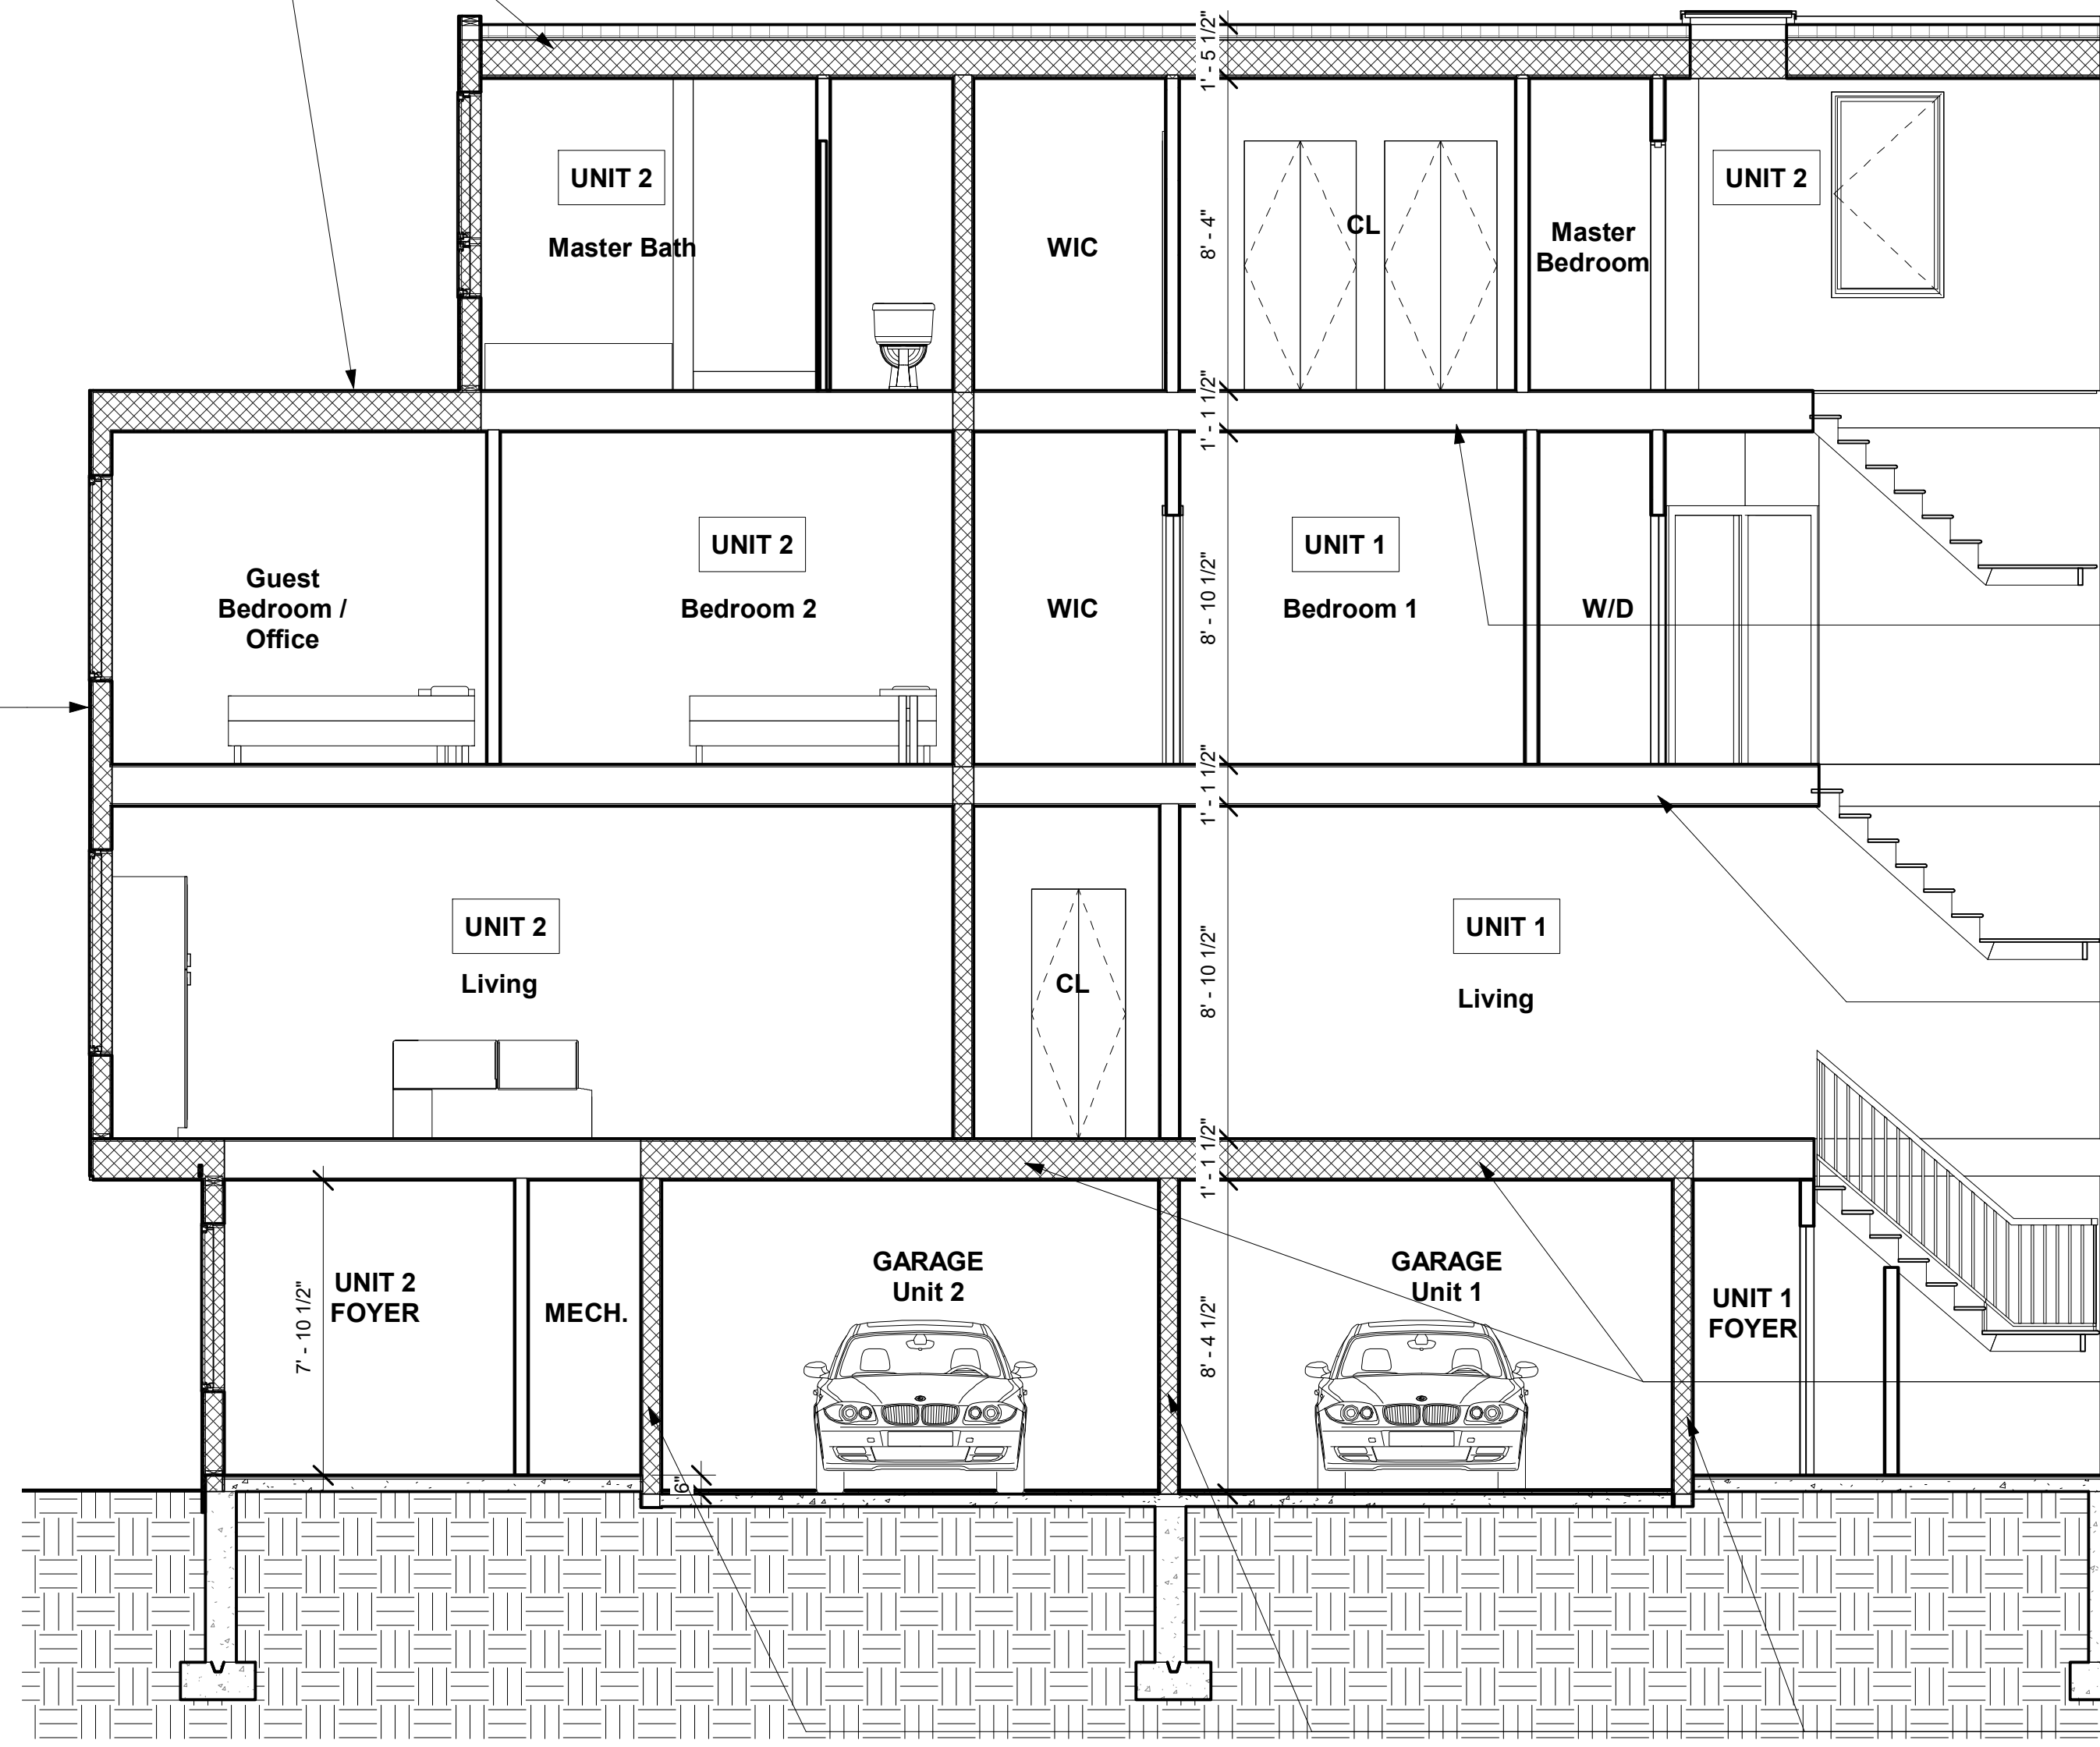 1' - 5 1/2"
UNIT 2
Master Bath
WIC
8' - 4"
CL
Master
Bedroom
UNIT 2
1' - 1 1/2"
Guest
Bedroom /
Office
UNIT 2
Bedroom 2
WIC
8' - 10 1/2"
UNIT 1
Bedroom 1
W/D
1' - 1 1/2"
UNIT 2
Living
CL
8' - 10 1/2"
UNIT 1
Living
1' - 1 1/2"
7' - 10 1/2"
UNIT 2
FOYER
MECH.
6"
GARAGE
Unit 2
8' - 4 1/2"
GARAGE
Unit 1
UNIT 1
FOYER